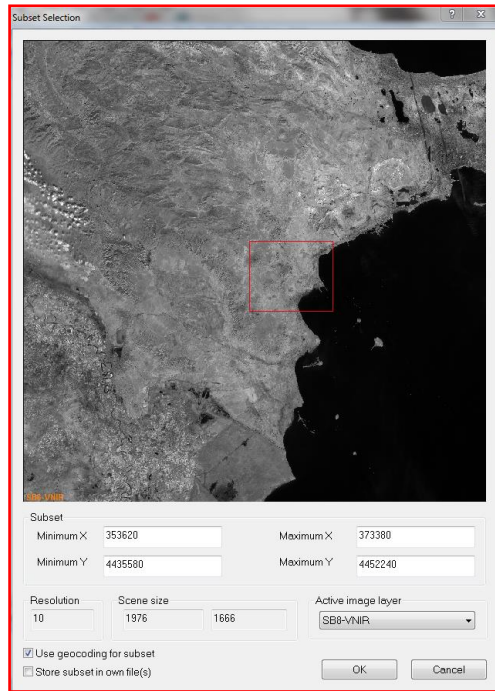 Subset Selection
SB8-VNIR
Subset
Minimum X 353620 Maximum X 373380
Minimum Y 4435580 Maximum Y 4452240
Resolution Scene size Active image layer
10 1976 1666 SB8-VNIR
Use geocoding for subset
Store subset in own file(s)
OK Cancel